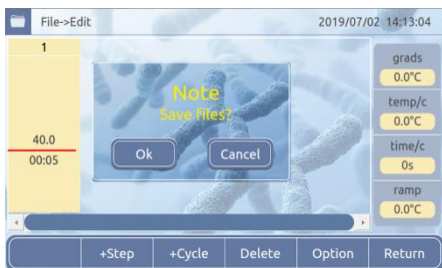 File->Edit 2019/07/02 14:13:04
1
40.0
00:05
Note
Save files?
Ok Cancel
grads
0.0°C
temp/c
0.0°C
time/c
0s
ramp
0.0°C
+Step +Cycle Delete Option Return